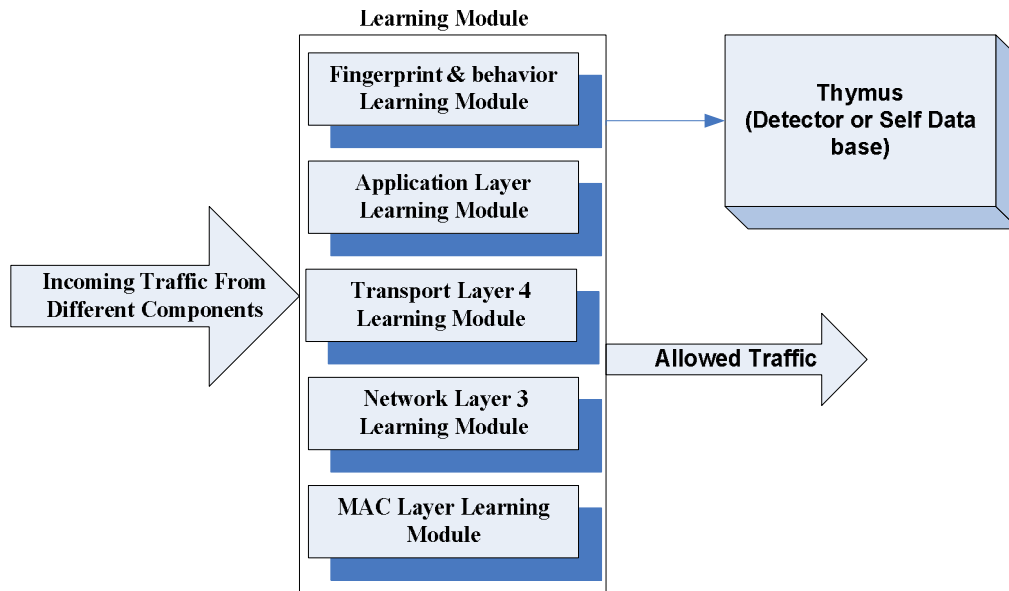 Learning Module
Fingerprint & behavior
Learning Module
Thymus
(Detector or Self Data
base)
Application Layer
Learning Module
Incoming Traffic From
Different Components
Transport Layer 4
Learning Module
Allowed Traffic
Network Layer 3
Learning Module
MAC Layer Learning
Module